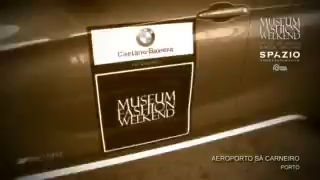 Caetano Baviera
MUSEUM
FASHION
WEEKEND
MUSEUM
FASHION
WEEKEND
SPAZIO
AEROPORTO SÁ CARNEIRO
PORTO